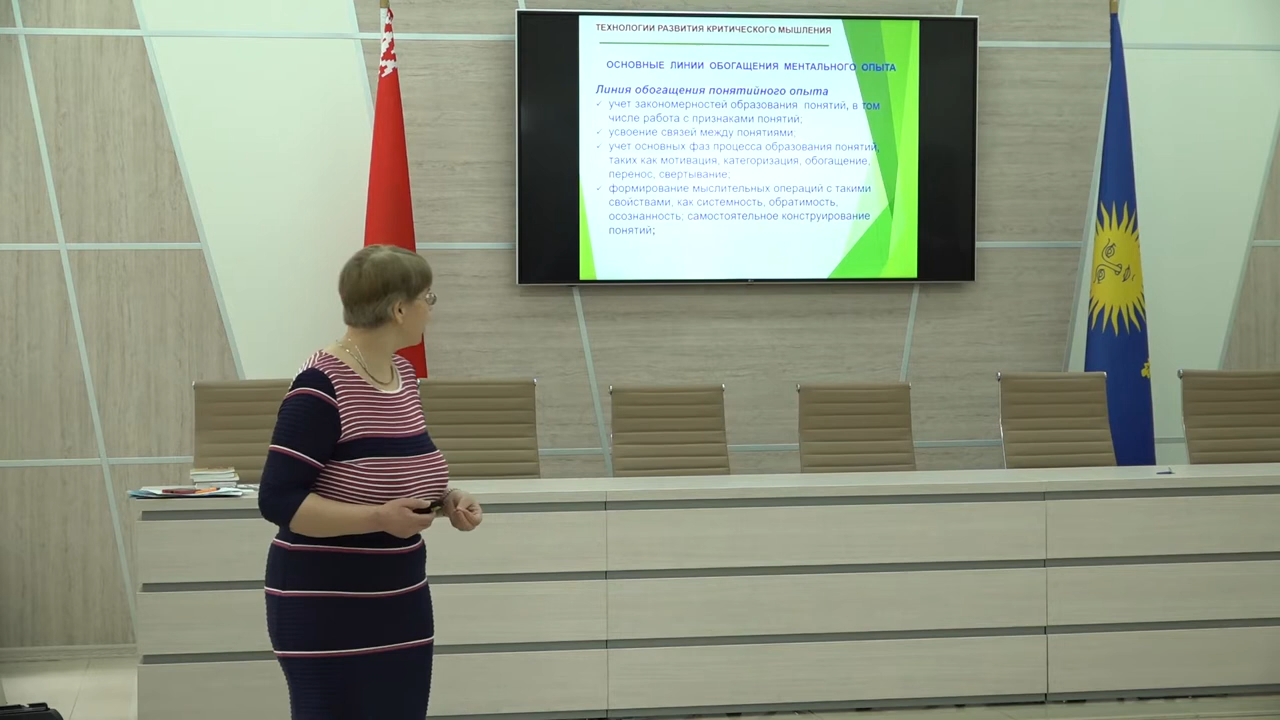 ТЕХНОЛОГИИ РАЗВИТИЯ КРИТИЧЕСКОГО МЫШЛЕНИЯ
ОСНОВНЫЕ ЛИНИИ ОБОГАЩЕНИЯ МЕНТАЛЬНОГО ОПЫТА
Линия обогащения понятийного опыта
✓ учет закономерностей образования понятий, в том
числе работа с признаками понятий;
✓ усвоение связей между понятиями;
✓ учет основных фаз процесса образования понятий,
таких как мотивация, категоризация, обогащение,
перенос, свертывание;
✓ формирование мыслительных операций с такими
свойствами, как системность, обратимость,
осознанность; самостоятельное конструирование
понятий;